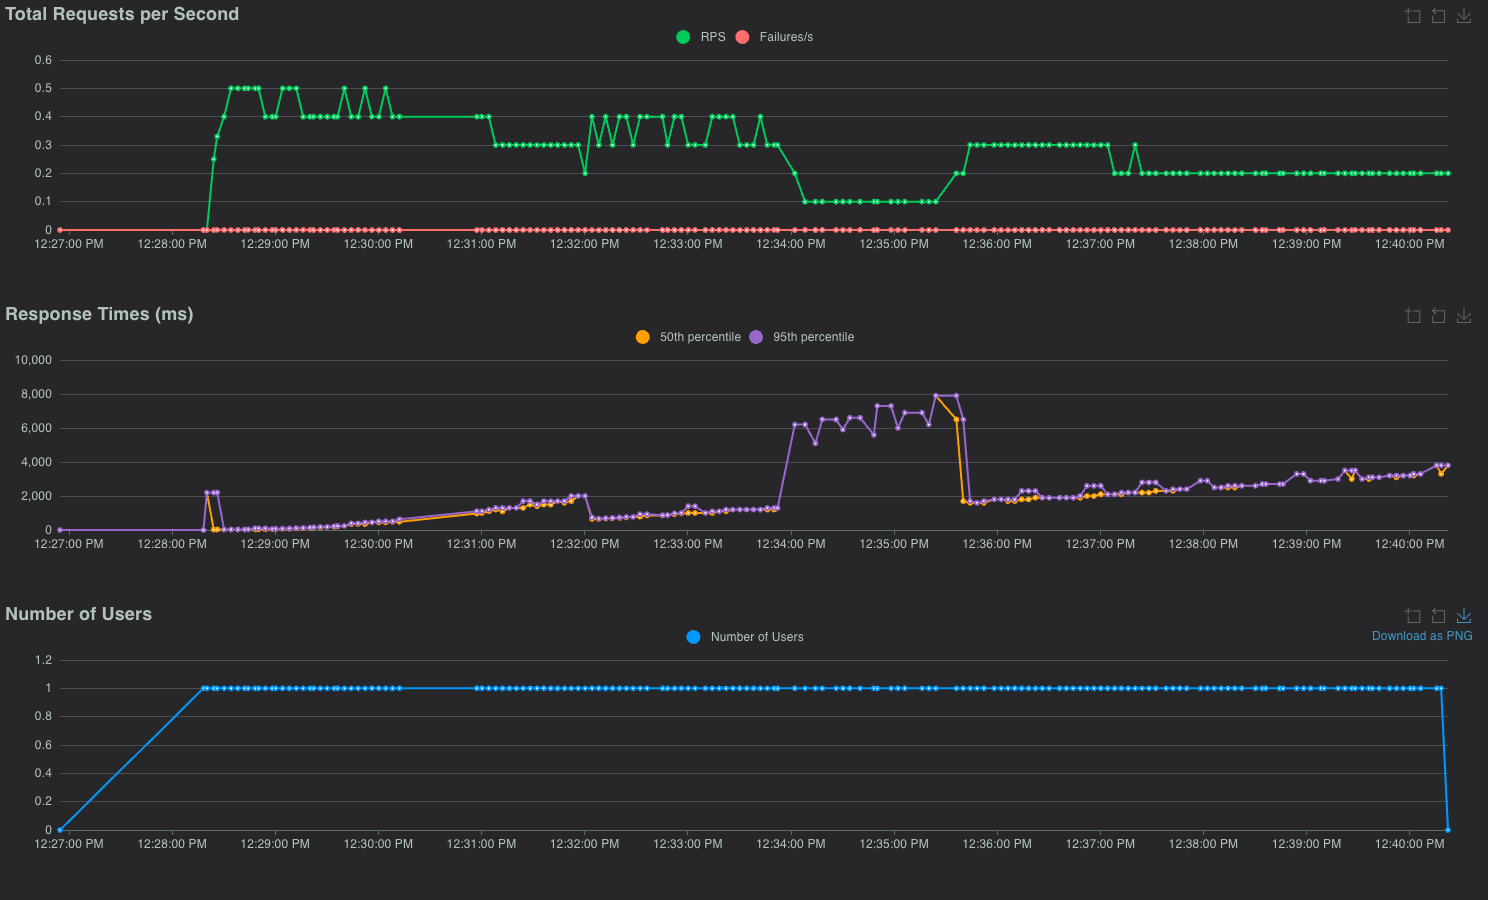 Total Requests per Second
RPS Failures/s
0.6
0.5
0.4
0.3
0.2
0.1
0
12:27:00 PM 12:28:00 PM 12:29:00 PM 12:30:00 PM 12:31:00 PM 12:32:00 PM 12:33:00 PM 12:34:00 PM 12:35:00 PM 12:36:00 PM 12:37:00 PM 12:38:00 PM 12:39:00 PM 12:40:00 PM
Response Times (ms)
50th percentile 95th percentile
10,000
8,000
6,000
4,000
2,000
0
12:27:00 PM 12:28:00 PM 12:29:00 PM 12:30:00 PM 12:31:00 PM 12:32:00 PM 12:33:00 PM 12:34:00 PM 12:35:00 PM 12:36:00 PM 12:37:00 PM 12:38:00 PM 12:39:00 PM 12:40:00 PM
Number of Users
Number of Users
Download as PNG
1.2
1
0.8
0.6
0.4
0.2
0
12:27:00 PM 12:28:00 PM 12:29:00 PM 12:30:00 PM 12:31:00 PM 12:32:00 PM 12:33:00 PM 12:34:00 PM 12:35:00 PM 12:36:00 PM 12:37:00 PM 12:38:00 PM 12:39:00 PM 12:40:00 PM